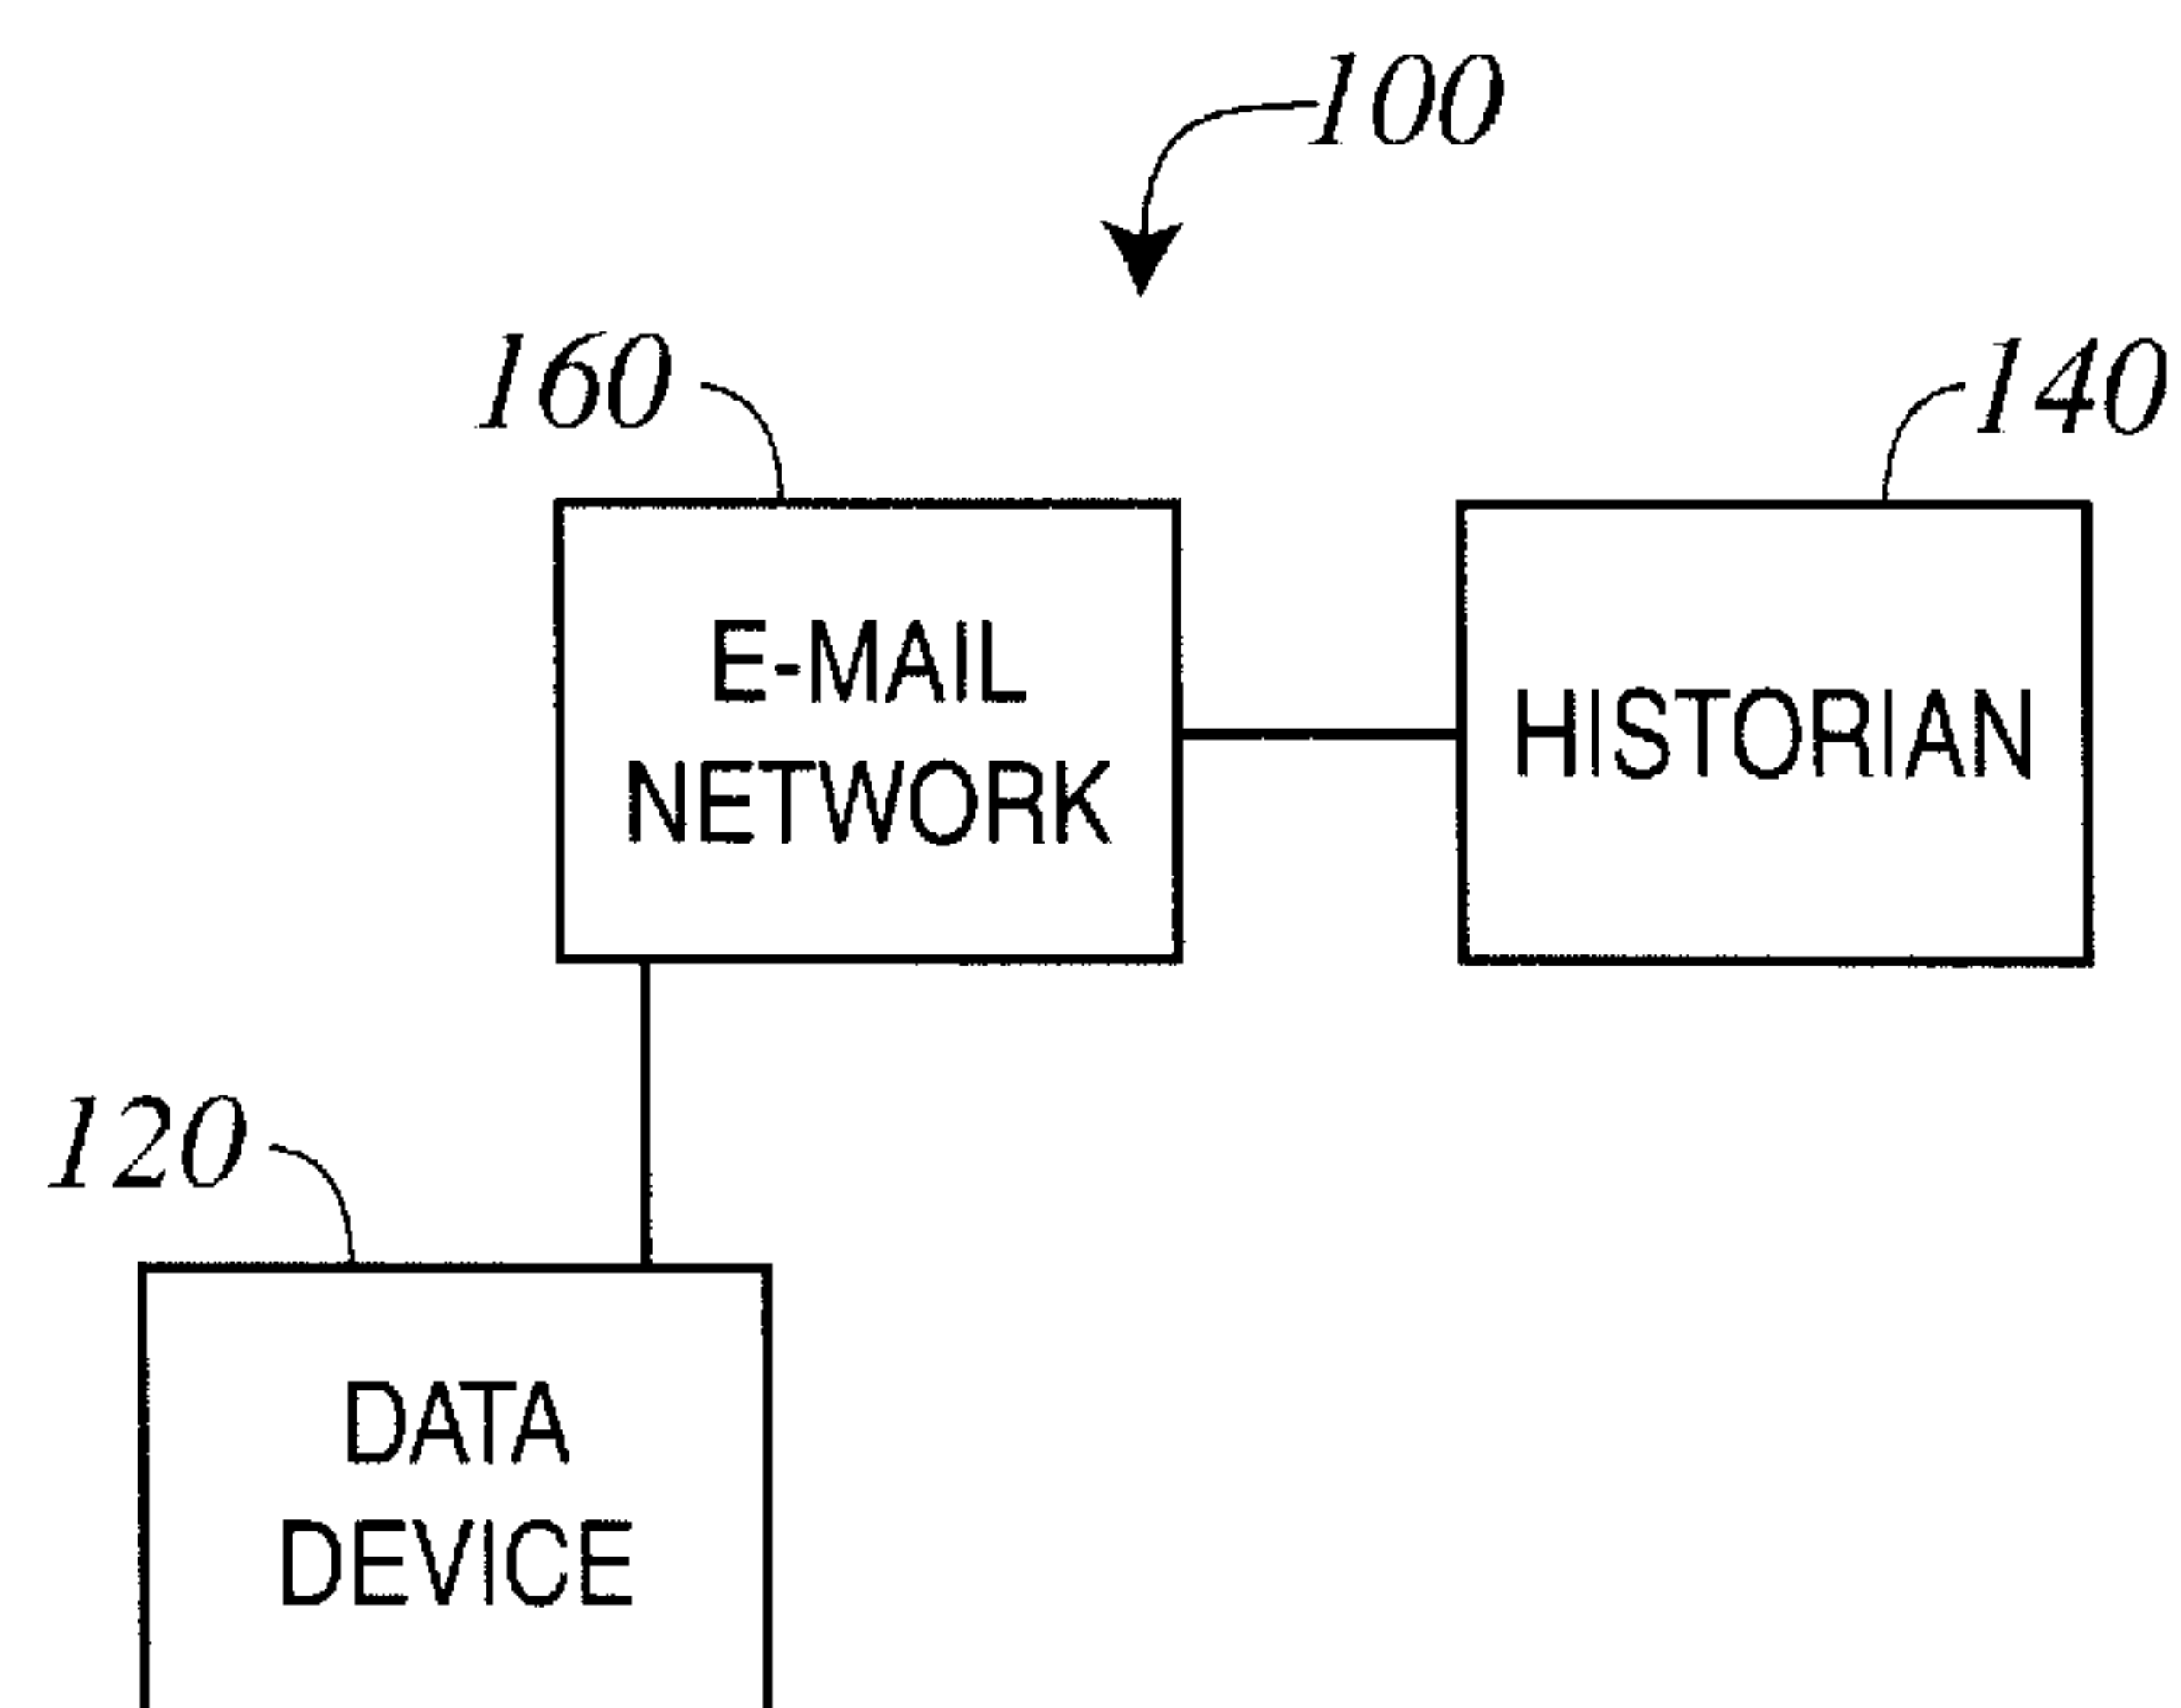 100
160
140
E-MAIL
NETWORK
HISTORIAN
120
DATA
DEVICE